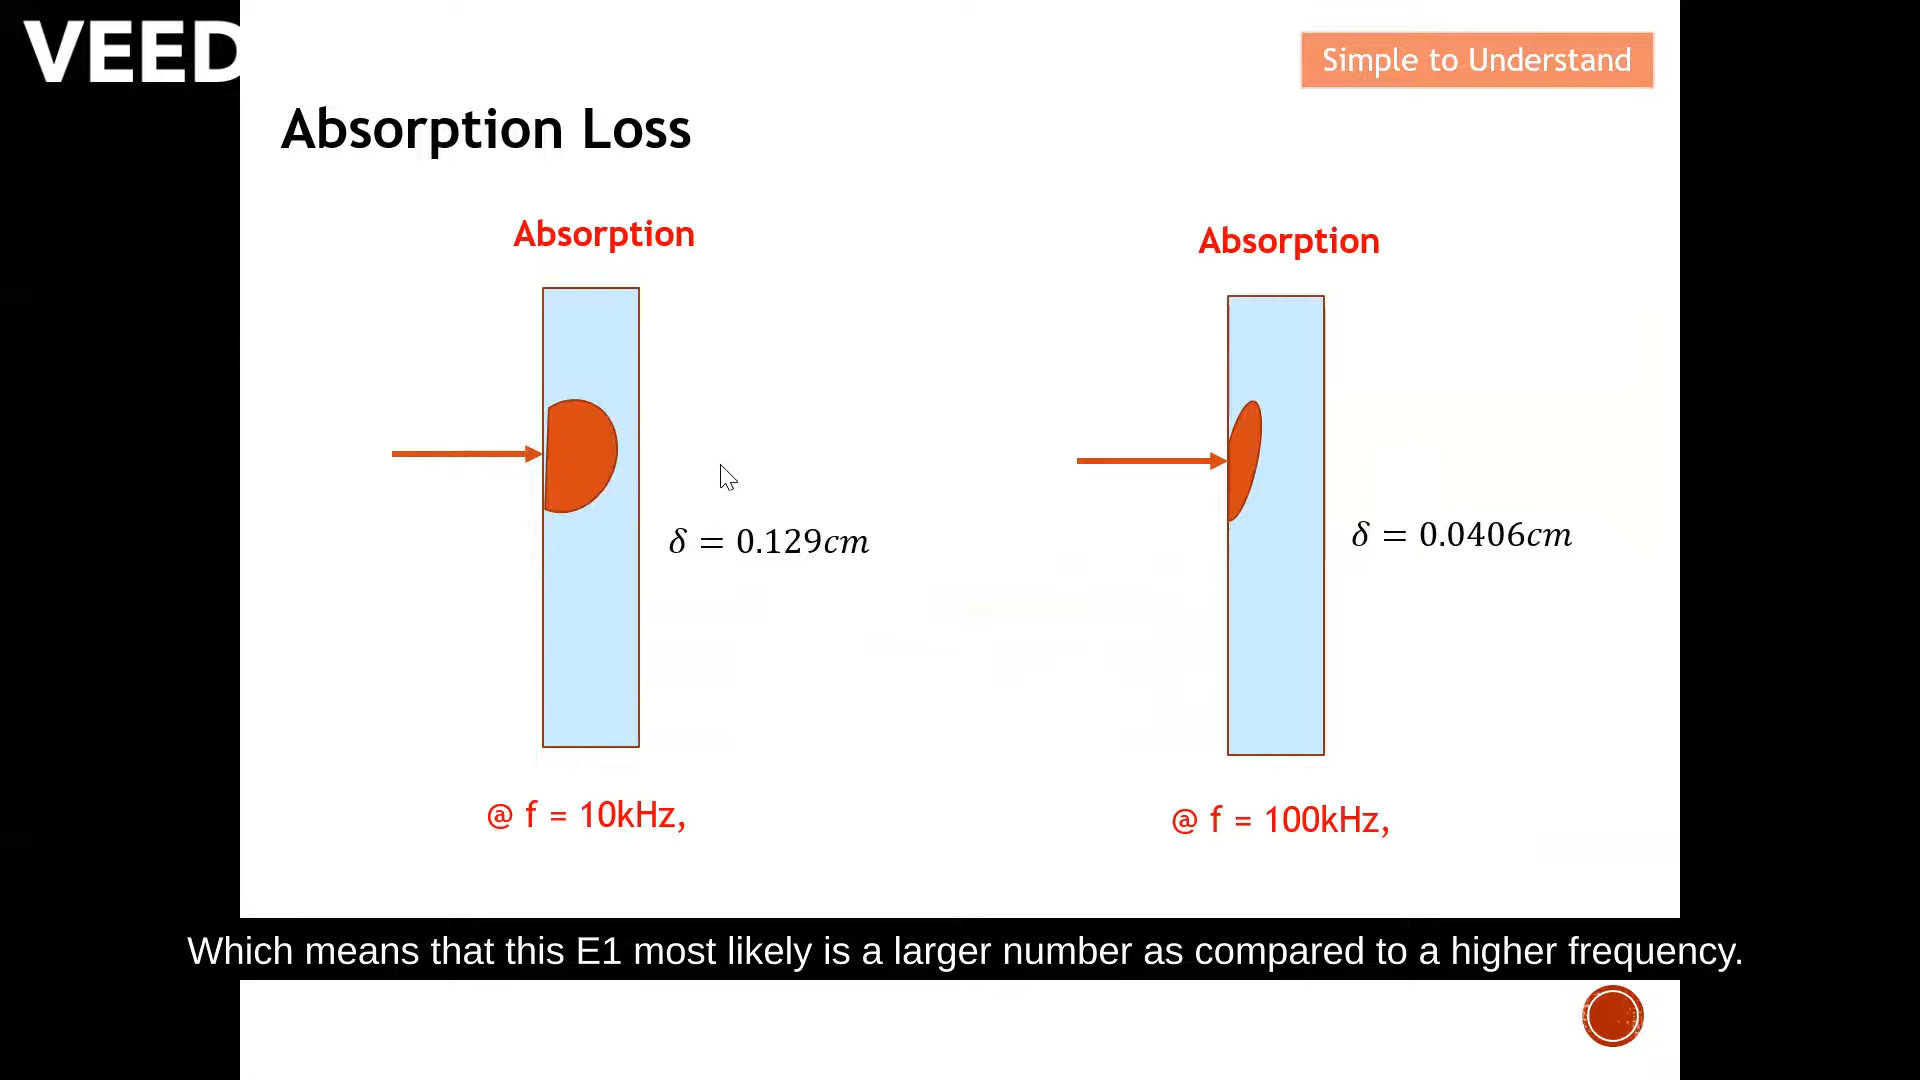 VEED
Simple to Understand
Absorption Loss
Absorption
Absorption
δ = 0.129cm
δ = 0.0406cm
@ f = 10kHz,
@ f = 100kHz,
Which means that this E1 most likely is a larger number as compared to a higher frequency.